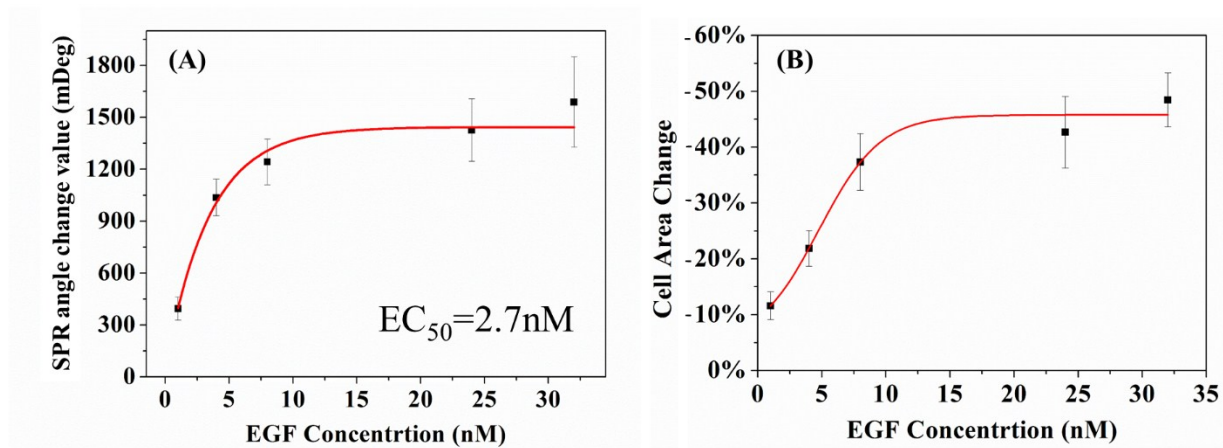 (A)
SPR angle change value (mDeg)
1800
1500
1200
900
600
300
0
EC50=2.7nM
0 5 10 15 20 25 30
EGF Concentrtion (nM)
(B)
Cell Area Change
-60%
-50%
-40%
-30%
-20%
-10%
0%
0 5 10 15 20 25 30 35
EGF Concentrtion (nM)